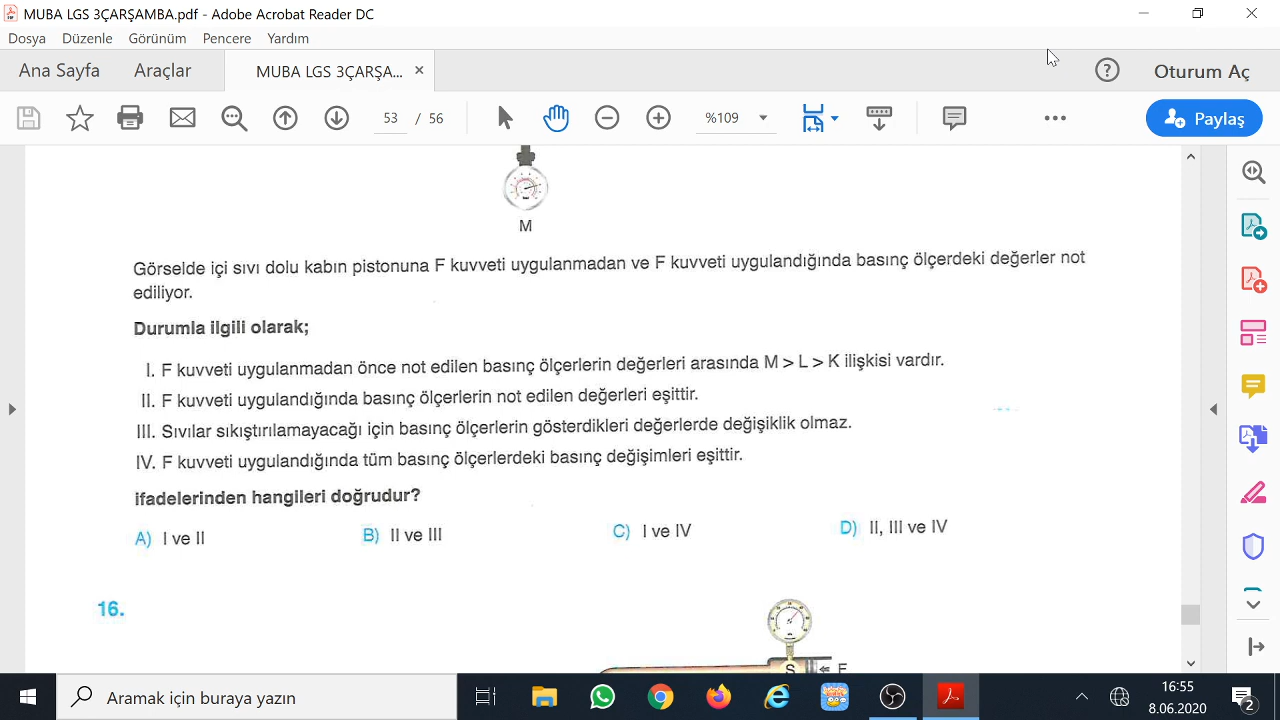 MUBA LGS 3ÇARŞAMBA.pdf - Adobe Acrobat Reader DC
Dosya Düzenle Görünüm Pencere Yardım
Ana Sayfa Araçlar MUBA LGS 3ÇARŞA... × ? Oturum Aç
53 / 56 %109 Paylaş
M
Görselde içi sıvı dolu kabın pistonuna F kuvveti uygulanmadan ve F kuvveti uygulandığında basınç ölçerdeki değerler not
ediliyor.
Durumla ilgili olarak;
I. F kuvveti uygulanmadan önce not edilen basınç ölçerlerin değerleri arasında M > L > K ilişkisi vardır.
II. F kuvveti uygulandığında basınç ölçerlerin not edilen değerleri eşittir.
III. Sıvılar sıkıştırılamayacağı için basınç ölçerlerin gösterdikleri değerlerde değişiklik olmaz.
IV. F kuvveti uygulandığında tüm basınç ölçerlerdeki basınç değişimleri eşittir.
ifadelerinden hangileri doğrudur?
A) I ve II B) II ve III C) I ve IV D) II, III ve IV
16.
S F
Aramak için buraya yazın
16:55
8.06.2020
2